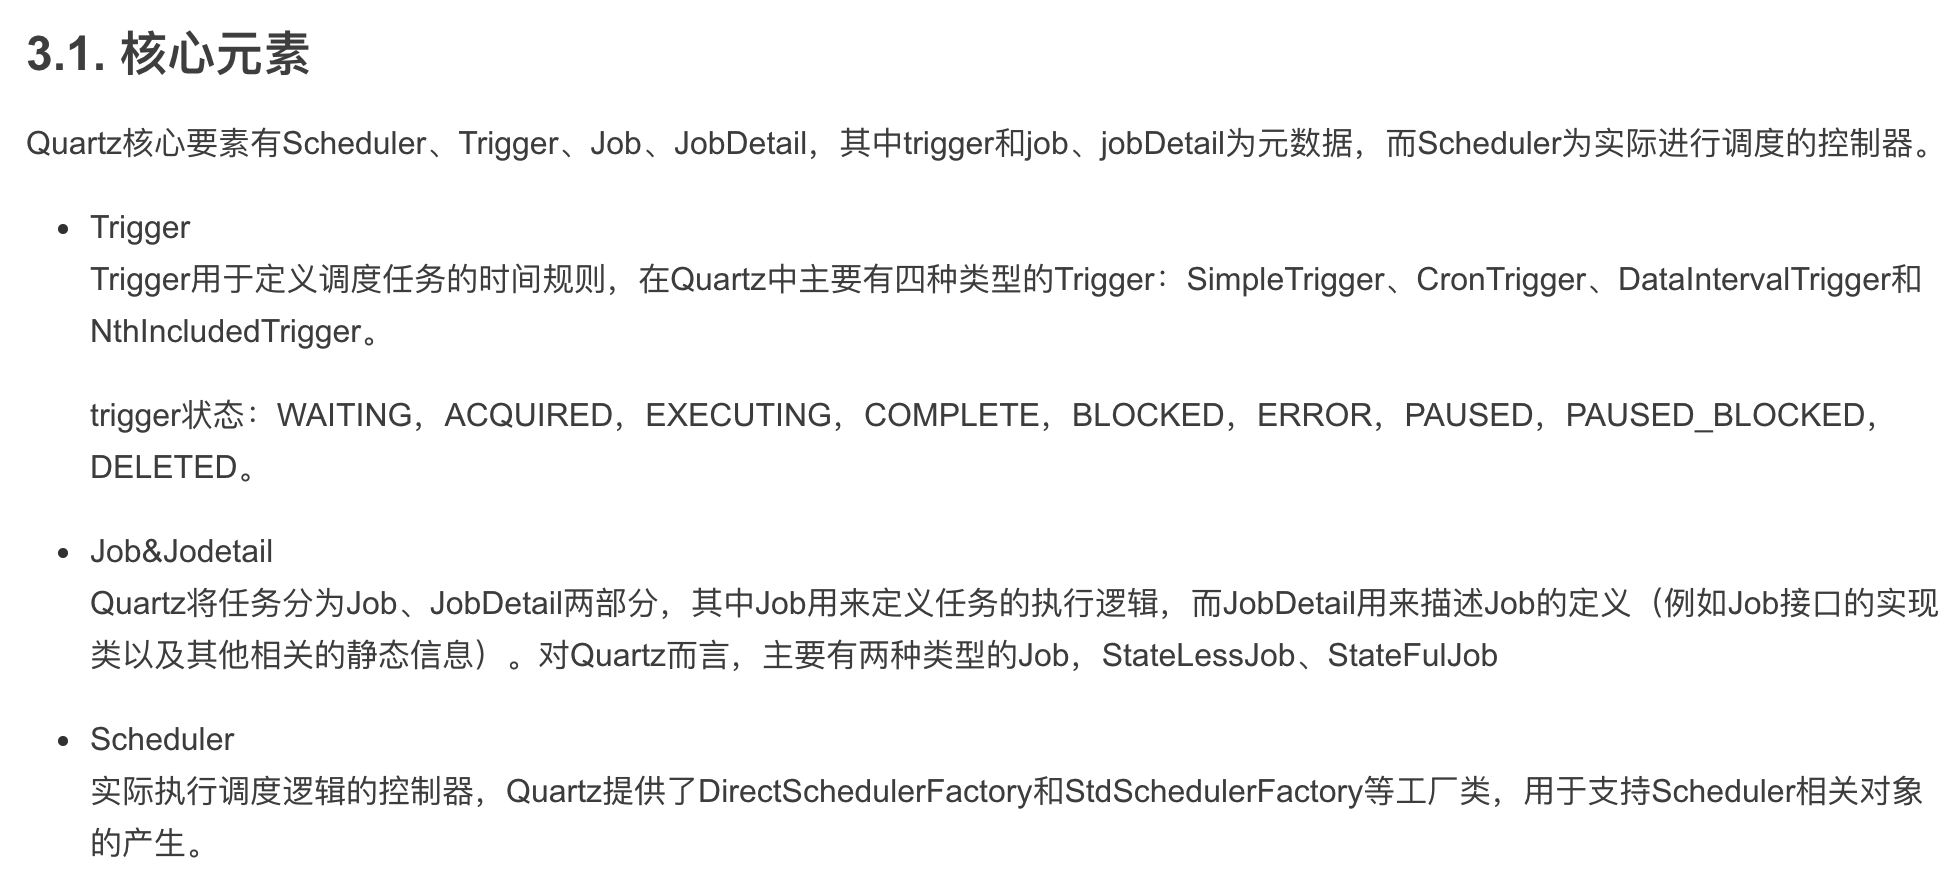 3.1. 核心元素
Quartz核心要素有Scheduler、Trigger、Job、JobDetail，其中trigger和job、jobDetail为元数据，而Scheduler为实际进行调度的控制器。
• Trigger
Trigger用于定义调度任务的时间规则，在Quartz中主要有四种类型的Trigger：SimpleTrigger、CronTrigger、DataIntervalTrigger和
NthIncludedTrigger。
trigger状态：WAITING，ACQUIRED，EXECUTING，COMPLETE，BLOCKED，ERROR，PAUSED，PAUSED_BLOCKED，
DELETED。
• Job&Jodetail
Quartz将任务分为Job、JobDetail两部分，其中Job用来定义任务的执行逻辑，而JobDetail用来描述Job的定义（例如Job接口的实现
类以及其他相关的静态信息）。对Quartz而言，主要有两种类型的Job，StateLessJob、StateFulJob
• Scheduler
实际执行调度逻辑的控制器，Quartz提供了DirectSchedulerFactory和StdSchedulerFactory等工厂类，用于支持Scheduler相关对象
的产生。